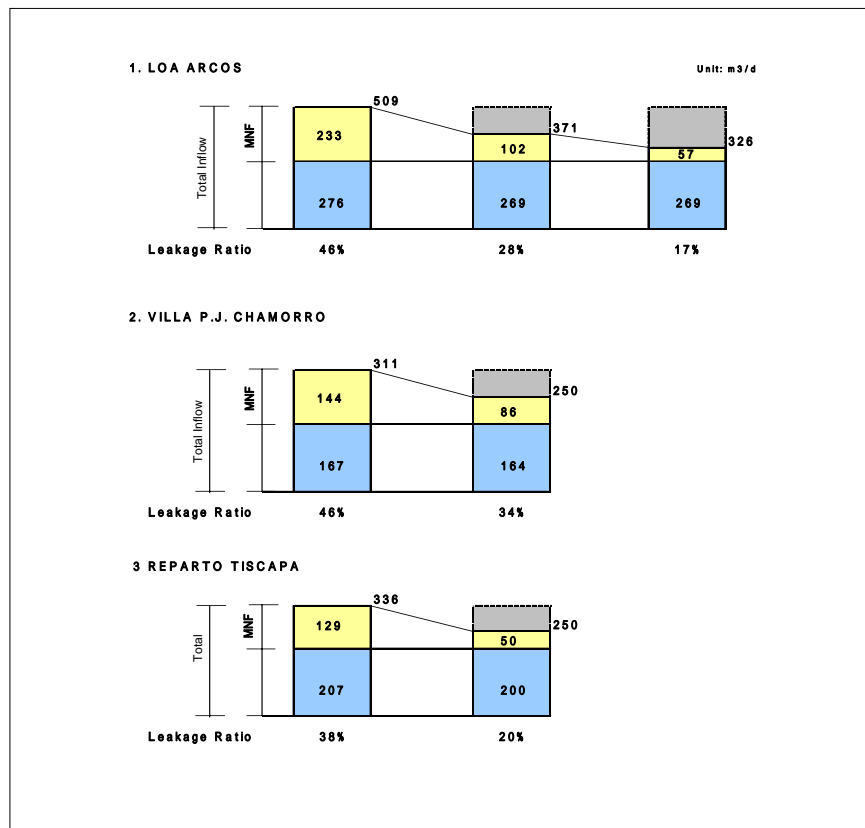 1. LOA ARCOS
Unit: m3/d
509
371
326
Total Inflow
MNF
233
102
57
276
269
269
Leakage Ratio 46% 28% 17%
2. VILLA P.J. CHAMORRO
311
250
Total Inflow
MNF
144
86
167
164
Leakage Ratio 46% 34%
3 REPARTO TISCAPA
336
250
Total
MNF
129
50
207
200
Leakage Ratio 38% 20%